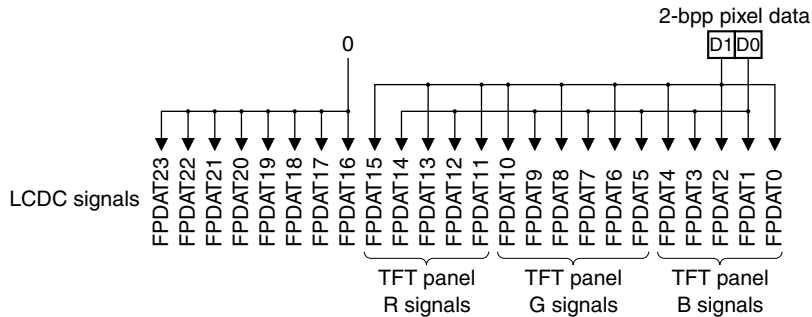 2-bpp pixel data
0
D1 D0
LCDC signals
FPDAT23
FPDAT22
FPDAT21
FPDAT20
FPDAT19
FPDAT18
FPDAT17
FPDAT16
FPDAT15
FPDAT14
FPDAT13
FPDAT12
FPDAT11
FPDAT10
FPDAT9
FPDAT8
FPDAT7
FPDAT6
FPDAT5
FPDAT4
FPDAT3
FPDAT2
FPDAT1
FPDAT0
TFT panel
R signals
TFT panel
G signals
TFT panel
B signals